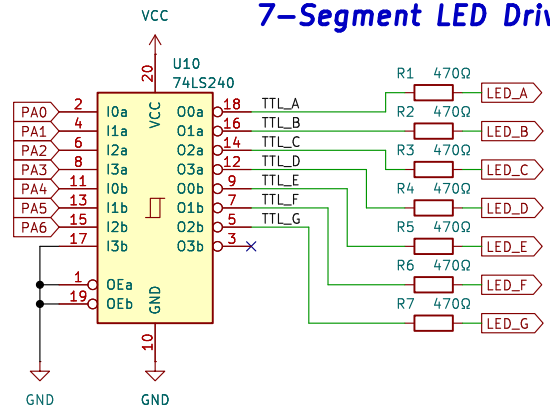 7-Segment LED Driv
VCC
U10
74LS240
20
VCC
PA0 2 I0a O0a 18 TTL_A R1 470Ω LED_A
PA1 4 I1a O1a 16 TTL_B R2 470Ω LED_B
PA2 6 I2a O2a 14 TTL_C R3 470Ω LED_C
PA3 8 I3a O3a 12 TTL_D R4 470Ω LED_D
PA4 11 I0b O0b 9 TTL_E R5 470Ω LED_E
PA5 13 I1b O1b 7 TTL_F R6 470Ω LED_F
PA6 15 I2b O2b 5 TTL_G R7 470Ω LED_G
17 I3b O3b 3
1 OEa
19 OEb
GND
10
GND
GND